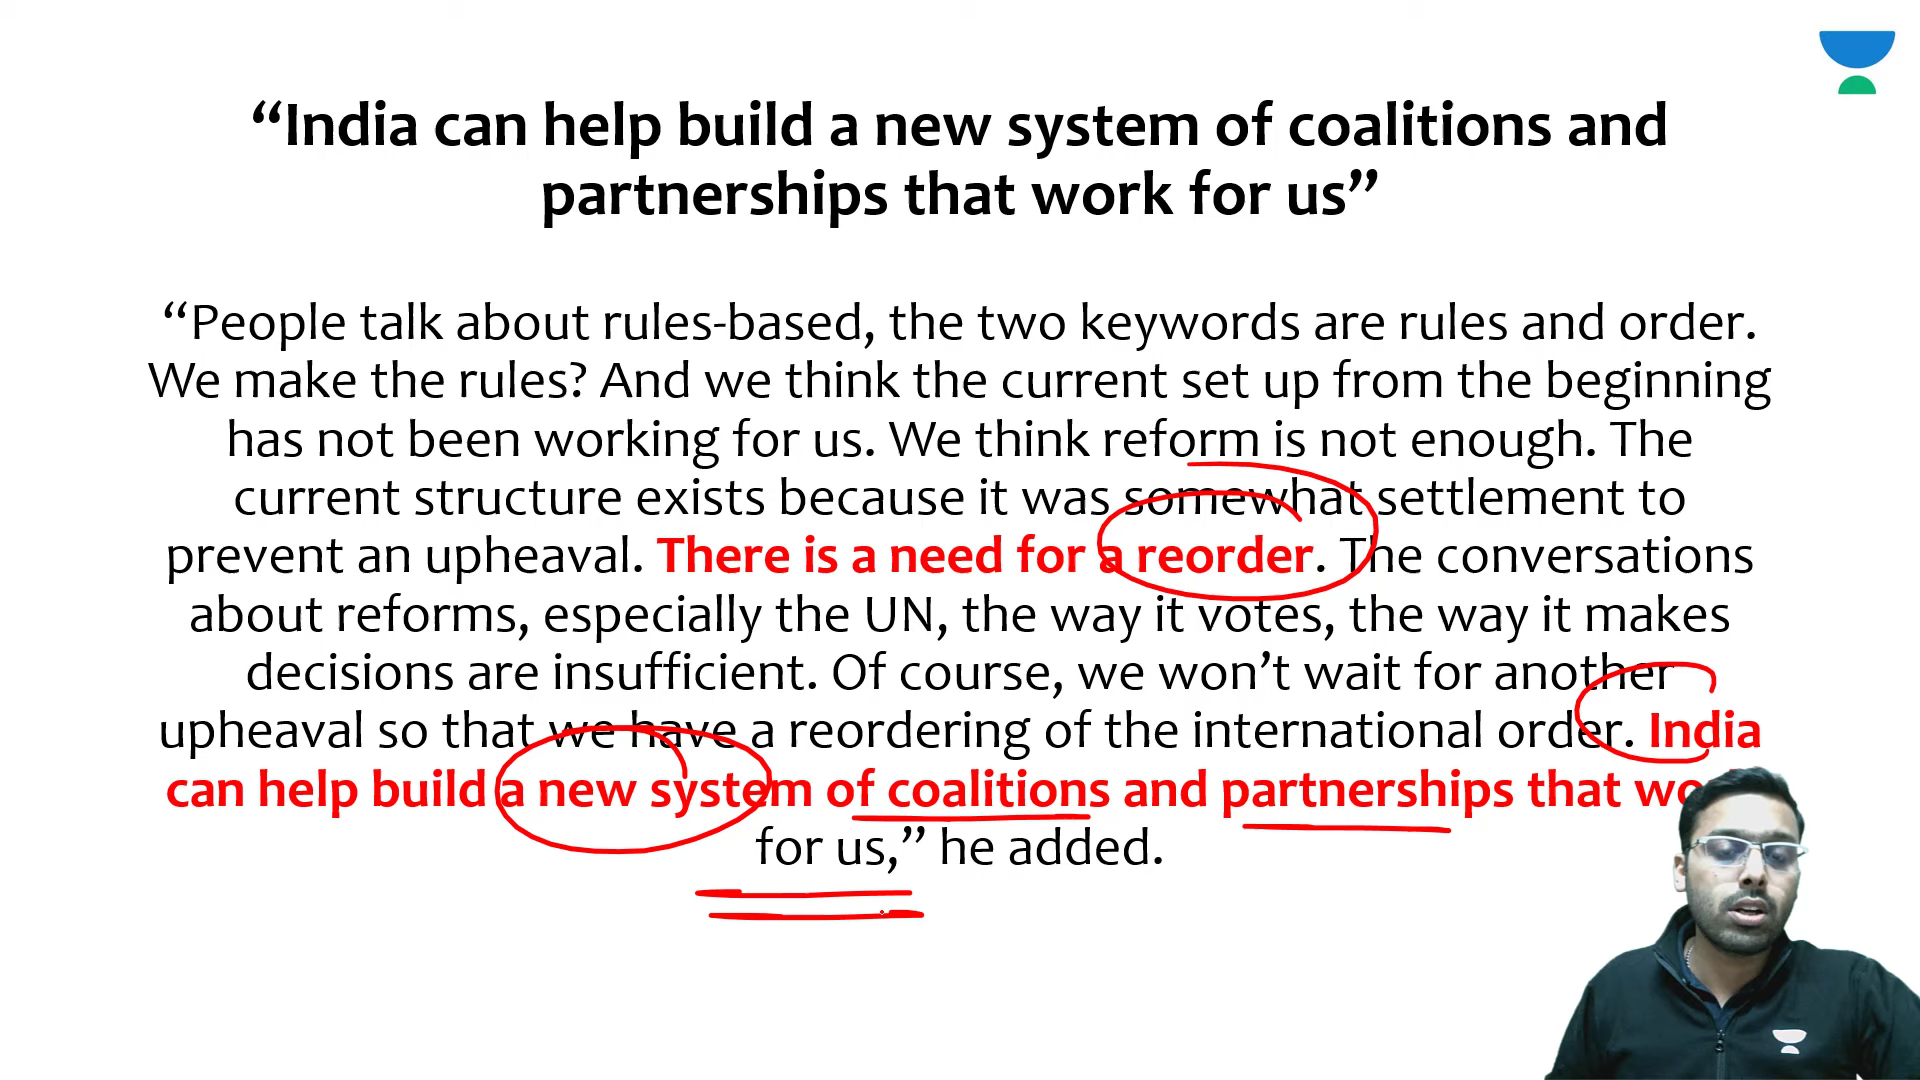 “India can help build a new system of coalitions and
partnerships that work for us”
“People talk about rules-based, the two keywords are rules and order.
We make the rules? And we think the current set up from the beginning
has not been working for us. We think reform is not enough. The
current structure exists because it was somewhat settlement to
prevent an upheaval. There is a need for a reorder. The conversations
about reforms, especially the UN, the way it votes, the way it makes
decisions are insufficient. Of course, we won’t wait for another
upheaval so that we have a reordering of the international order. India
can help build a new system of coalitions and partnerships that
for us,” he added.